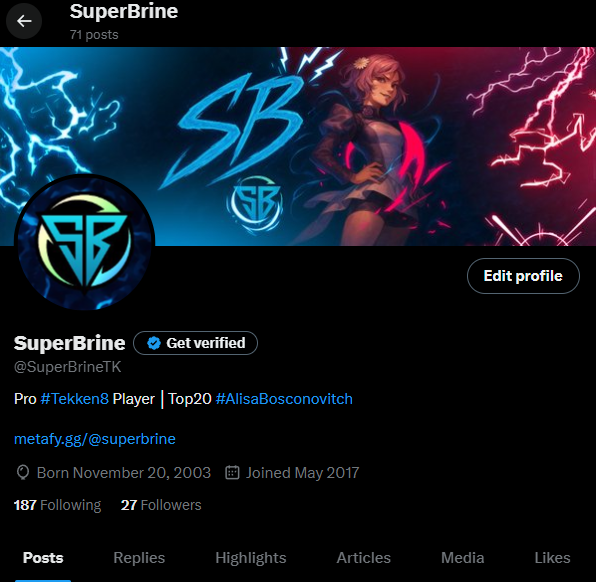 SuperBrine
71 posts
SB
SB
SB
Edit profile
SuperBrine Get verified
@SuperBrineTK
Pro #Tekken8 Player | Top20 #AlisaBosconovitch
metafy.gg/@superbrine
Born November 20, 2003 Joined May 2017
187 Following 27 Followers
Posts Replies Highlights Articles Media Likes